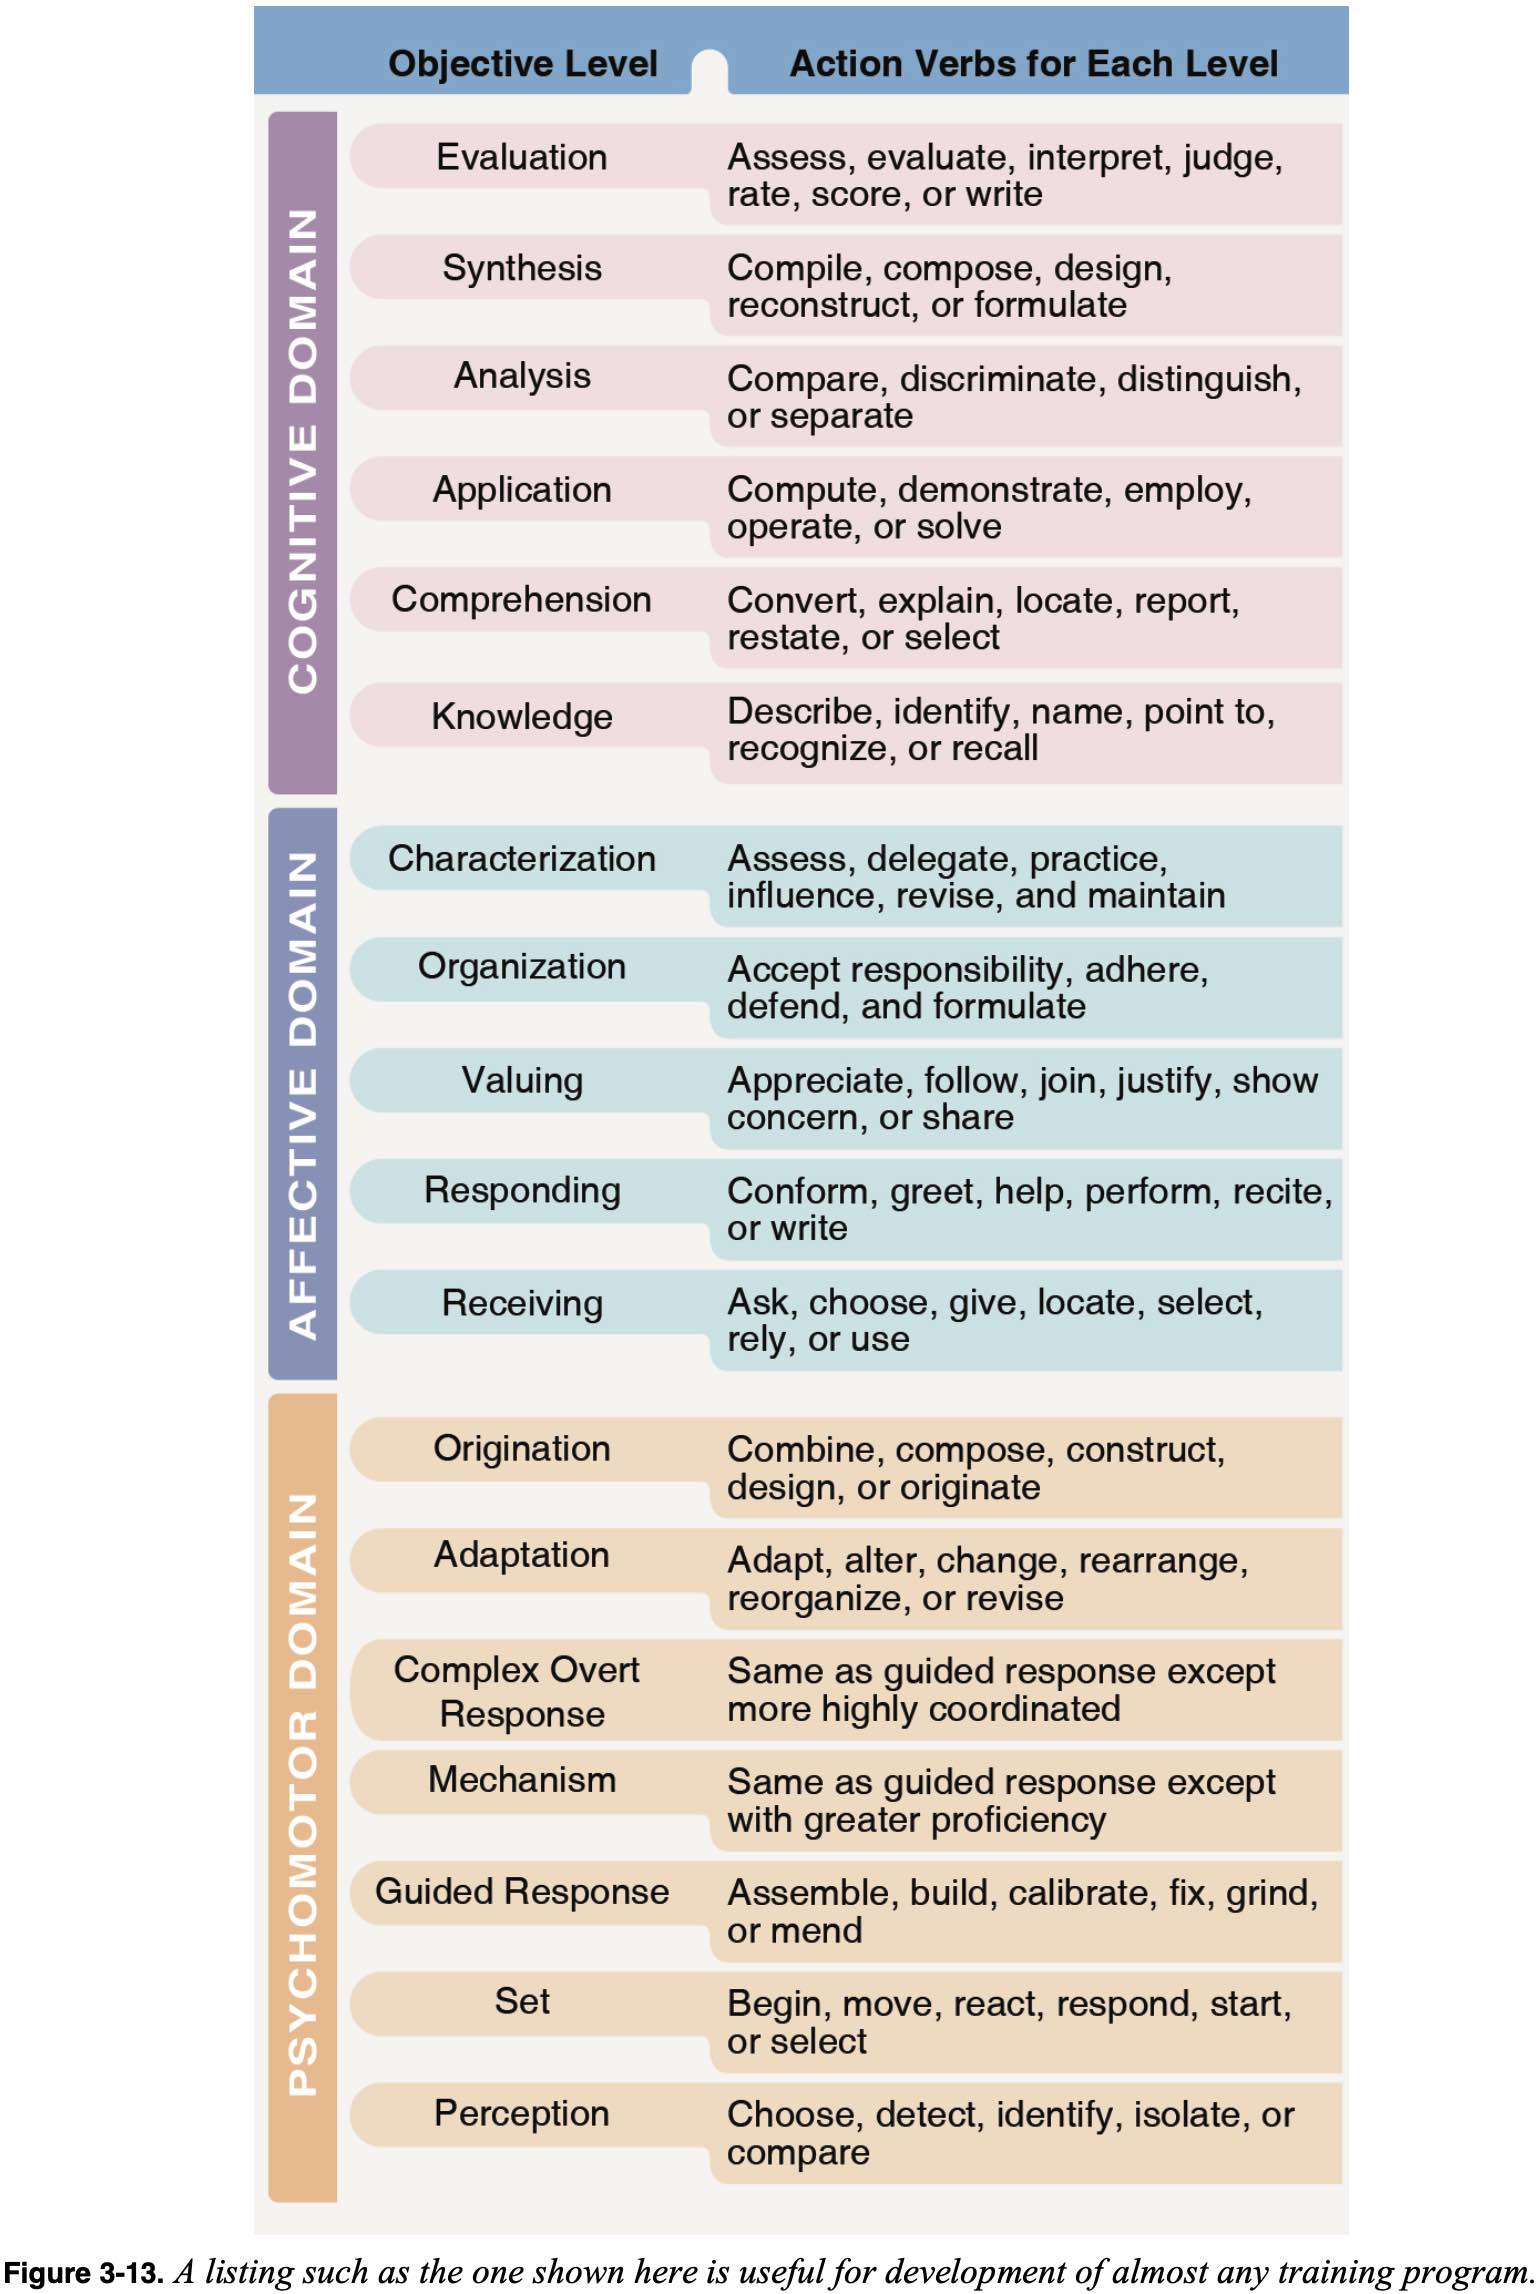 Objective Level
Action Verbs for Each Level
COGNITIVE DOMAIN
Evaluation
Assess, evaluate, interpret, judge,
rate, score, or write
Synthesis
Compile, compose, design,
reconstruct, or formulate
Analysis
Compare, discriminate, distinguish,
or separate
Application
Compute, demonstrate, employ,
operate, or solve
Comprehension
Convert, explain, locate, report,
restate, or select
Knowledge
Describe, identify, name, point to,
recognize, or recall
AFFECTIVE DOMAIN
Characterization
Assess, delegate, practice,
influence, revise, and maintain
Organization
Accept responsibility, adhere,
defend, and formulate
Valuing
Appreciate, follow, join, justify, show
concern, or share
Responding
Conform, greet, help, perform, recite,
or write
Receiving
Ask, choose, give, locate, select,
rely, or use
PSYCHOMOTOR DOMAIN
Origination
Combine, compose, construct,
design, or originate
Adaptation
Adapt, alter, change, rearrange,
reorganize, or revise
Complex Overt
Response
Same as guided response except
more highly coordinated
Mechanism
Same as guided response except
with greater proficiency
Guided Response
Assemble, build, calibrate, fix, grind,
or mend
Set
Begin, move, react, respond, start,
or select
Perception
Choose, detect, identify, isolate, or
compare
Figure 3-13. A listing such as the one shown here is useful for development of almost any training program.